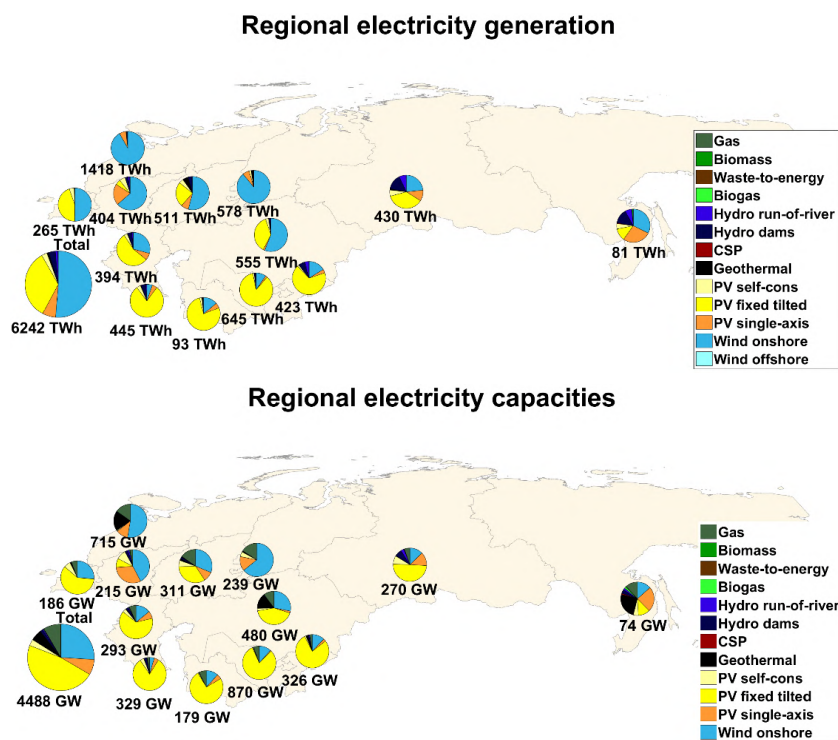 Regional electricity generation
1418 TWh
404 TWh
511 TWh
578 TWh
430 TWh
265 TWh
Total
394 TWh
555 TWh
81 TWh
6242 TWh
445 TWh
93 TWh
645 TWh
423 TWh
Gas
Biomass
Waste-to-energy
Biogas
Hydro run-of-river
Hydro dams
CSP
Geothermal
PV self-cons
PV fixed tilted
PV single-axis
Wind onshore
Wind offshore
Regional electricity capacities
715 GW
186 GW
215 GW
311 GW
239 GW
270 GW
Total
293 GW
480 GW
74 GW
4488 GW
329 GW
179 GW
870 GW
326 GW
Gas
Biomass
Waste-to-energy
Biogas
Hydro run-of-river
Hydro dams
CSP
Geothermal
PV self-cons
PV fixed tilted
PV single-axis
Wind onshore